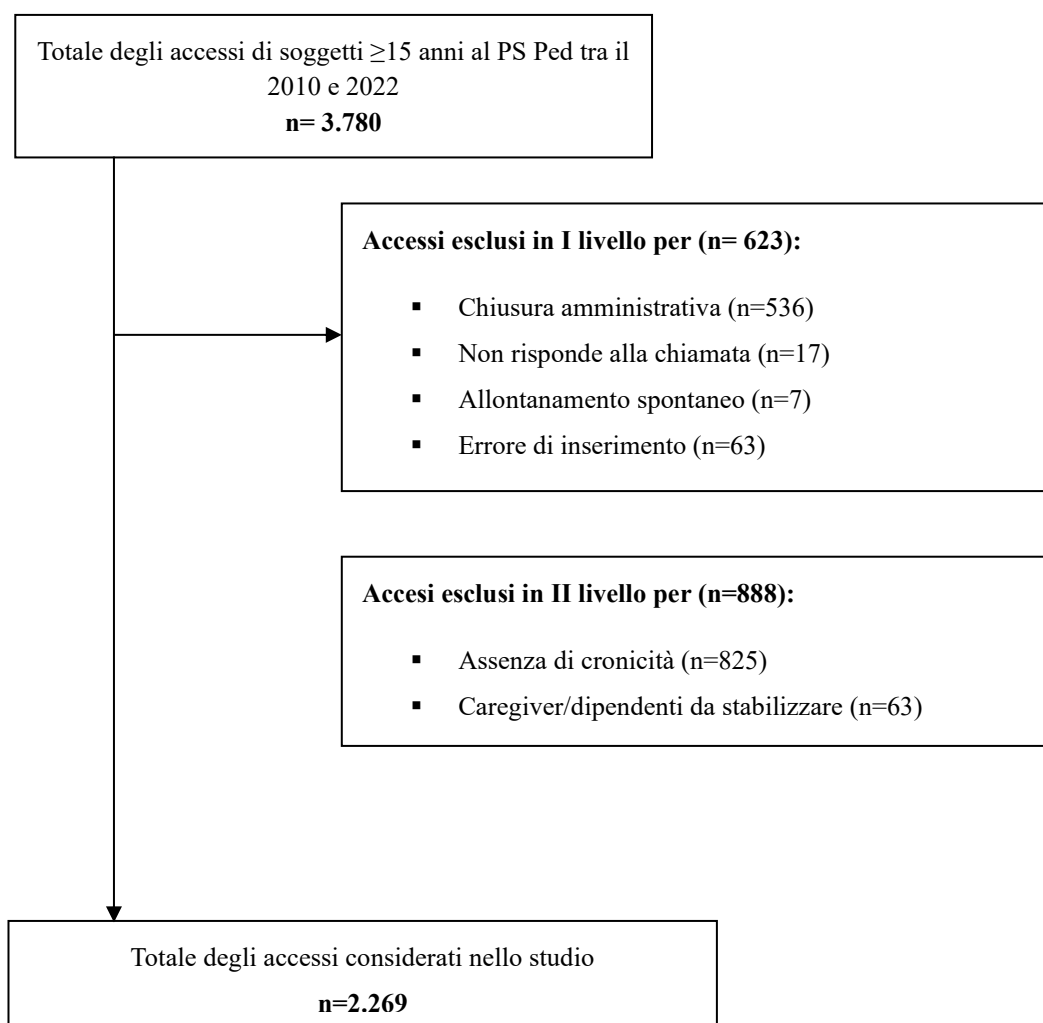 Totale degli accessi di soggetti ≥15 anni al PS Ped tra il
2010 e 2022
n= 3.780
Accessi esclusi in I livello per (n= 623):
▪ Chiusura amministrativa (n=536)
▪ Non risponde alla chiamata (n=17)
▪ Allontanamento spontaneo (n=7)
▪ Errore di inserimento (n=63)
Accesi esclusi in II livello per (n=888):
▪ Assenza di cronicità (n=825)
▪ Caregiver/dipendenti da stabilizzare (n=63)
Totale degli accessi considerati nello studio
n=2.269